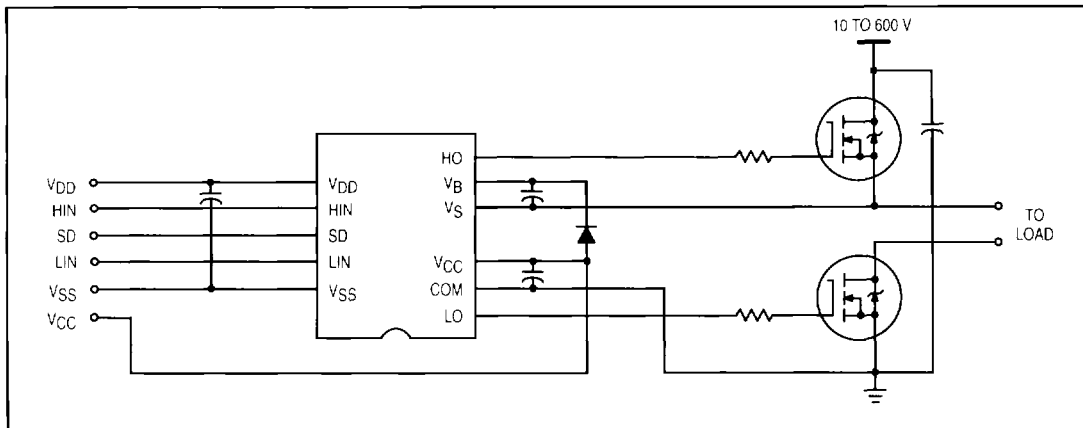 10 TO 600 V
HO
VDD
VDD
VB
HIN
HIN
VS
TO
LOAD
SD
SD
LIN
LIN
VCC
VSS
VSS
COM
VCC
LO